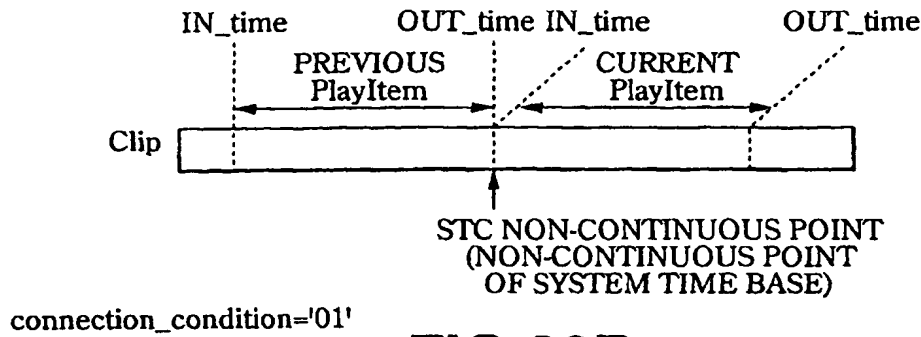 IN_time OUT_time IN_time OUT_time
PREVIOUS CURRENT
PlayItem PlayItem
Clip
STC NON-CONTINUOUS POINT
(NON-CONTINUOUS POINT
OF SYSTEM TIME BASE)
connection_condition='01'